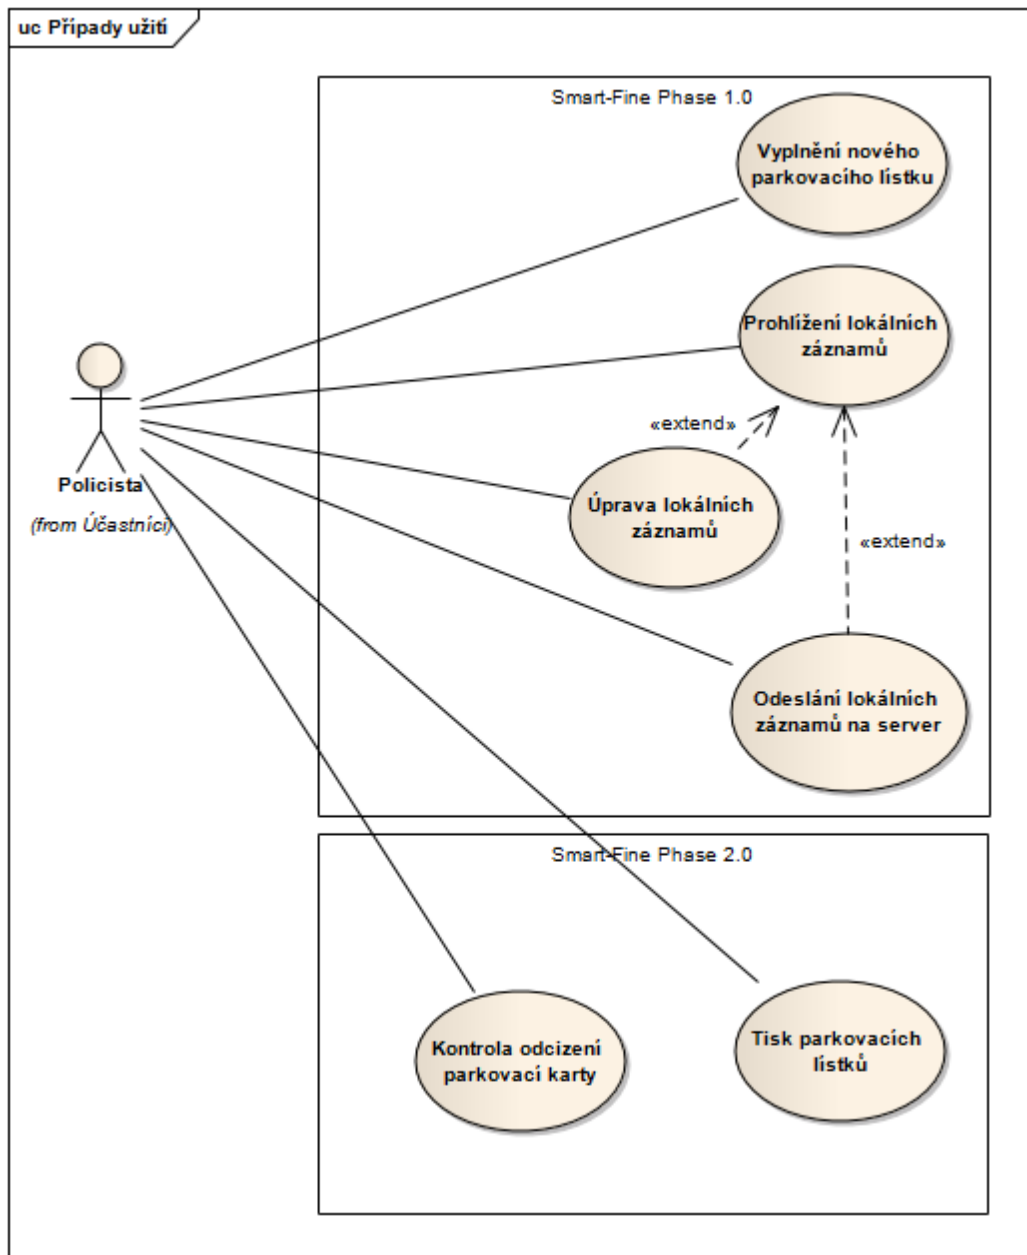 uc Případy užití
Smart-Fine Phase 1.0
Vyplnění nového
parkovacího lístku
Prohlížení lokálních
záznamů
«extend»
Policista
(from Účastníci)
Úprava lokálních
záznamů
«extend»
Odeslání lokálních
záznamů na server
Smart-Fine Phase 2.0
Kontrola odcizení
parkovací karty
Tisk parkovacích
lístků